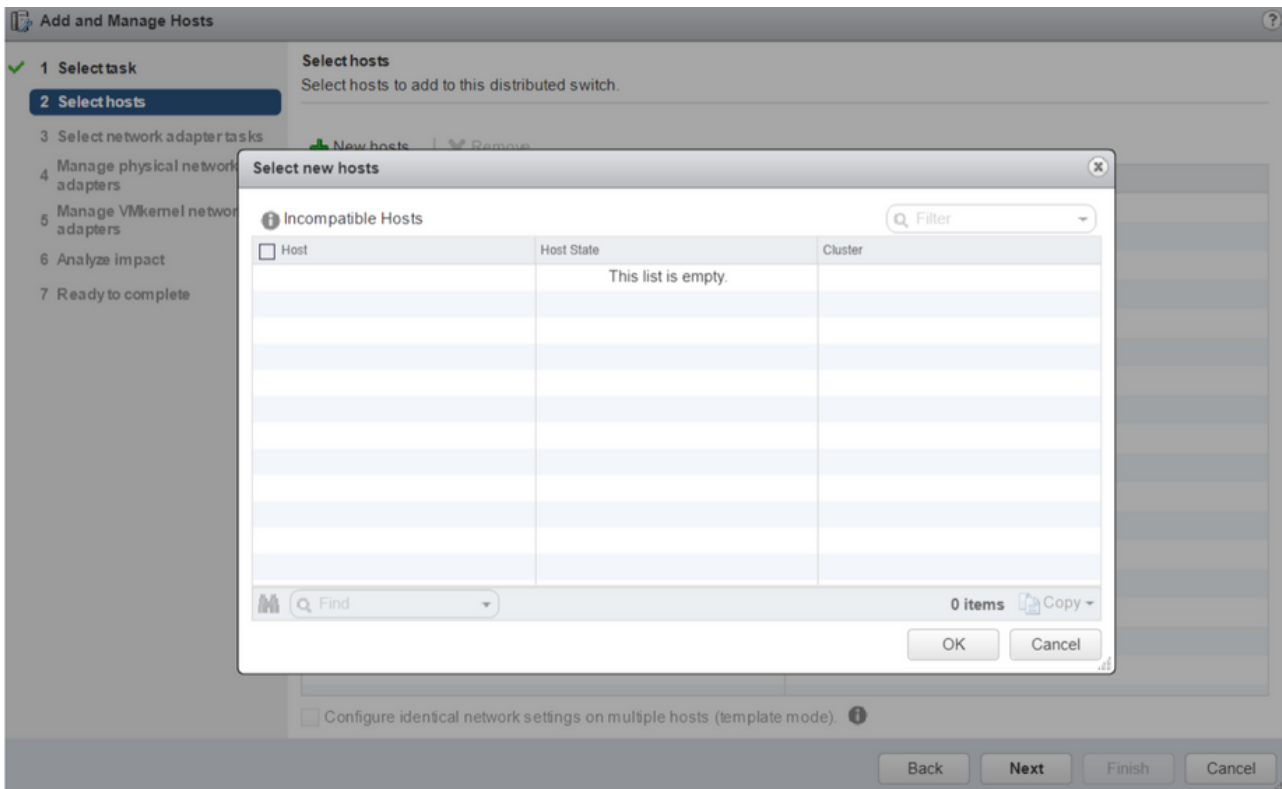 Add and Manage Hosts
?
1 Select task
2 Select hosts
3 Select network adapter tasks
4 Manage physical network
adapters
5 Manage VMkernel networ
adapters
6 Analyze impact
7 Ready to complete
Select hosts
Select hosts to add to this distributed switch.
New hosts Remove
Select new hosts
Incompatible Hosts
Filter
Host Host State Cluster
This list is empty.
Find
0 items Copy
OK Cancel
Configure identical network settings on multiple hosts (template mode).
Back Next Finish Cancel